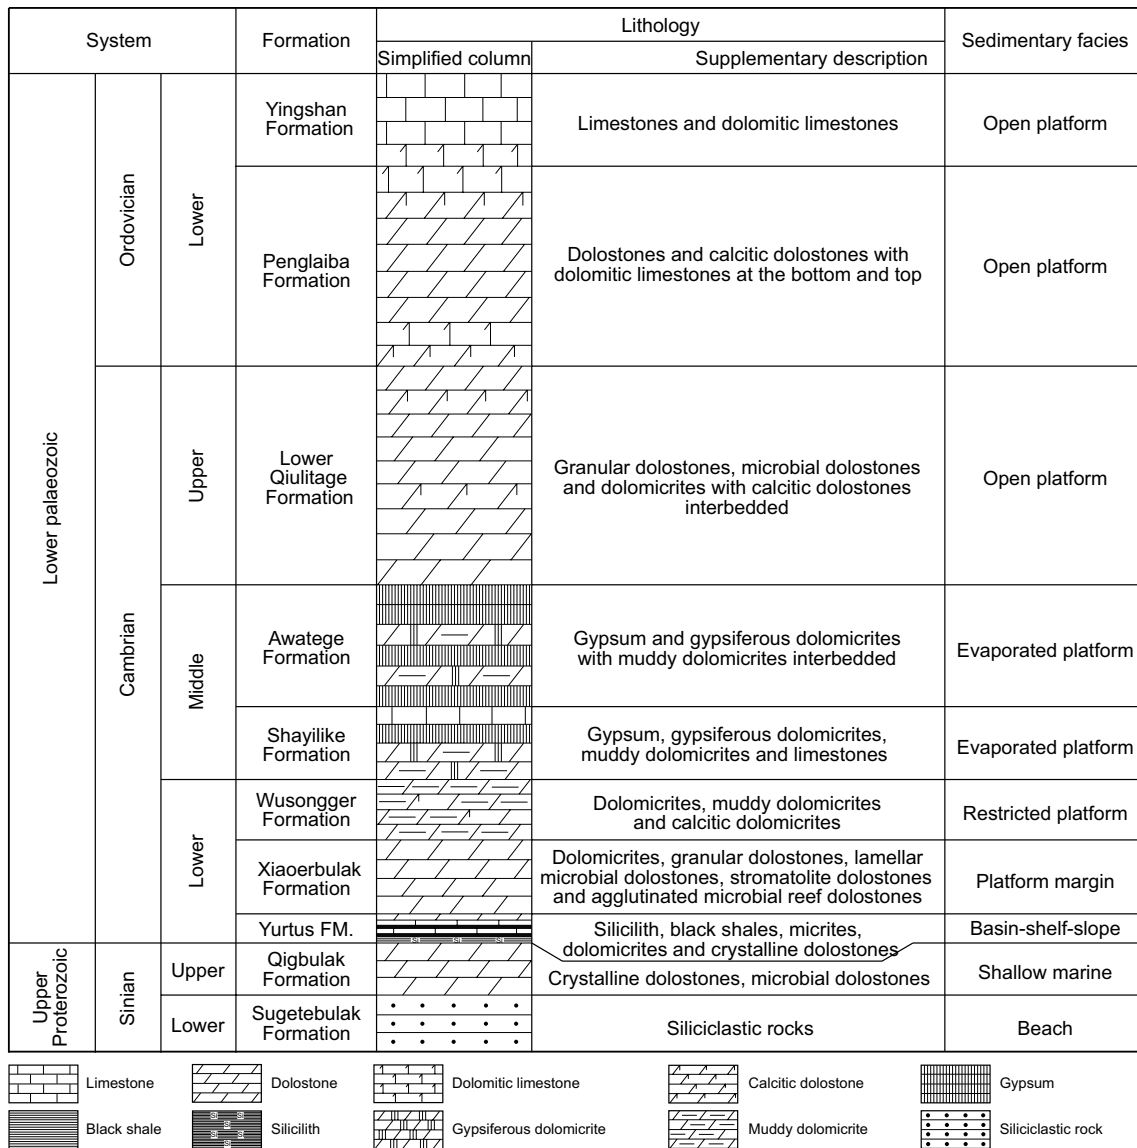 System
Formation
Lithology
Sedimentary facies
Simplified column
Supplementary description
Lower palaeozoic
Ordovician
Lower
Yingshan
Formation
Limestones and dolomitic limestones
Open platform
Penglaiba
Formation
Dolostones and calcitic dolostones with
dolomitic limestones at the bottom and top
Open platform
Cambrian
Upper
Lower
Qiulitage
Formation
Granular dolostones, microbial dolostones
and dolomicrites with calcitic dolostones
interbedded
Open platform
Middle
Awatege
Formation
Gypsum and gypsiferous dolomicrites
with muddy dolomicrites interbedded
Evaporated platform
Shayilike
Formation
Gypsum, gypsiferous dolomicrites,
muddy dolomicrites and limestones
Evaporated platform
Lower
Wusongger
Formation
Dolomicrites, muddy dolomicrites
and calcitic dolomicrites
Restricted platform
Xiaoerbulak
Formation
Dolomicrites, granular dolostones, lamellar
microbial dolostones, stromatolite dolostones
and agglutinated microbial reef dolostones
Platform margin
Yurtus FM.
Silicilith, black shales, micrites,
dolomicrites and crystalline dolostones
Basin-shelf-slope
Upper
Proterozoic
Sinian
Upper
Qigbulak
Formation
Crystalline dolostones, microbial dolostones
Shallow marine
Lower
Sugetebulak
Formation
Siliciclastic rocks
Beach
Limestone
Dolostone
Dolomitic limestone
Calcitic dolostone
Gypsum
Black shale
Silicilith
Gypsiferous dolomicrite
Muddy dolomicrite
Siliciclastic rock